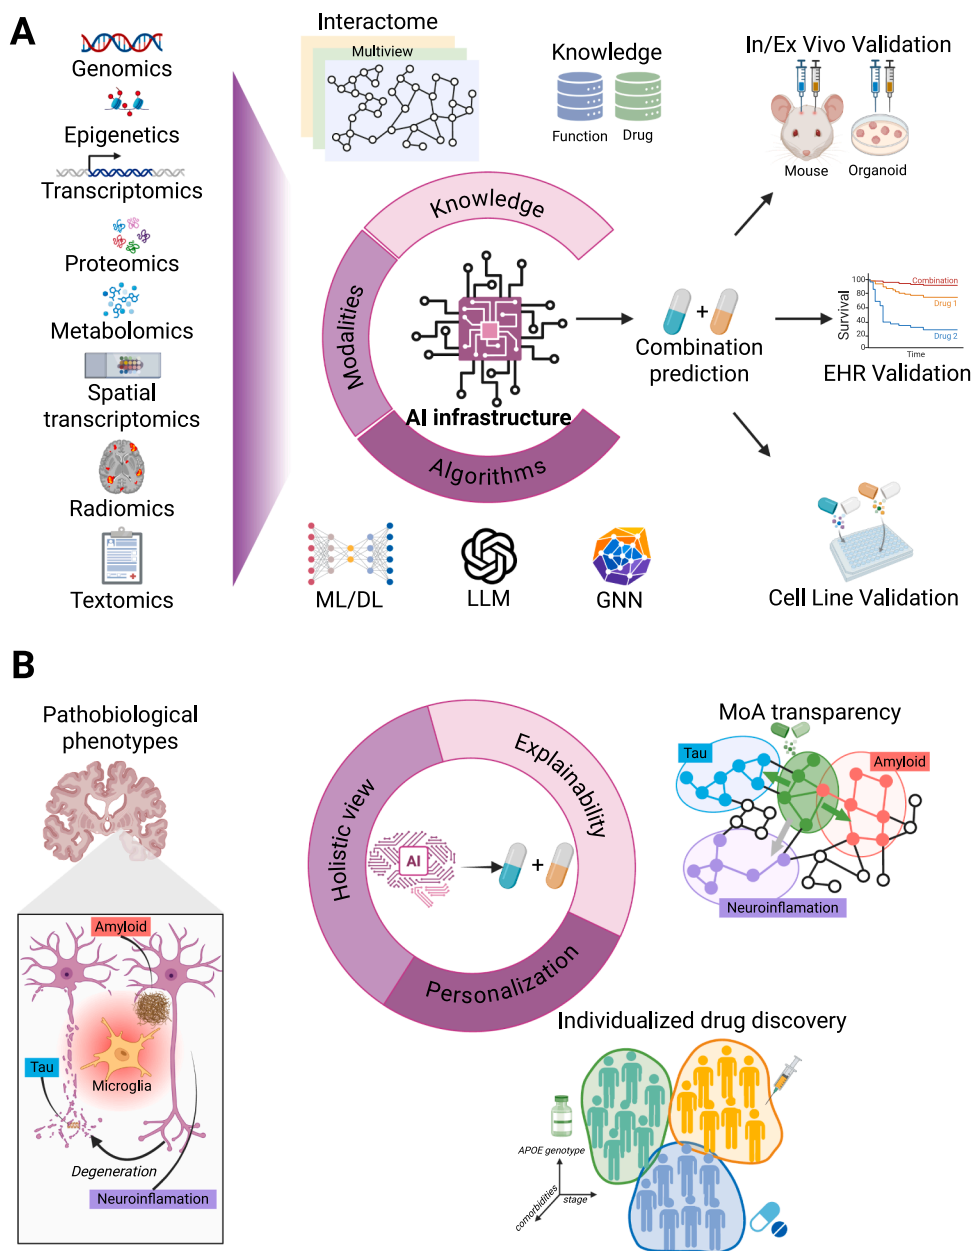 A
Genomics
Epigenetics
Transcriptomics
Proteomics
Metabolomics
Spatial
transcriptomics
Radiomics
Textomics
Interactome
Multiview
Knowledge
Function
Drug
Knowledge
Modalities
Algorithms
AI infrastructure
ML/DL
LLM
GNN
+
Combination
prediction
In/Ex Vivo Validation
Mouse
Organoid
Survival
100
80
60
40
20
0
Combination
Drug 1
Drug 2
Time
EHR Validation
Cell Line Validation
B
Pathobiological
phenotypes
Amyloid
Tau
Microglia
Degeneration
Neuroinflamation
Holistic view
Explainability
Personalization
AI
+
MoA transparency
Tau
Amyloid
Neuroinflamation
Individualized drug discovery
APOE genotype
stage
comorbidities